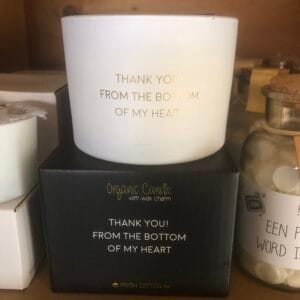 THANK YOU!
FROM THE BOTTOM
OF MY HEART
Organic Candle
with wax charm
THANK YOU!
FROM THE BOTTOM
OF MY HEART
EEN
WORD